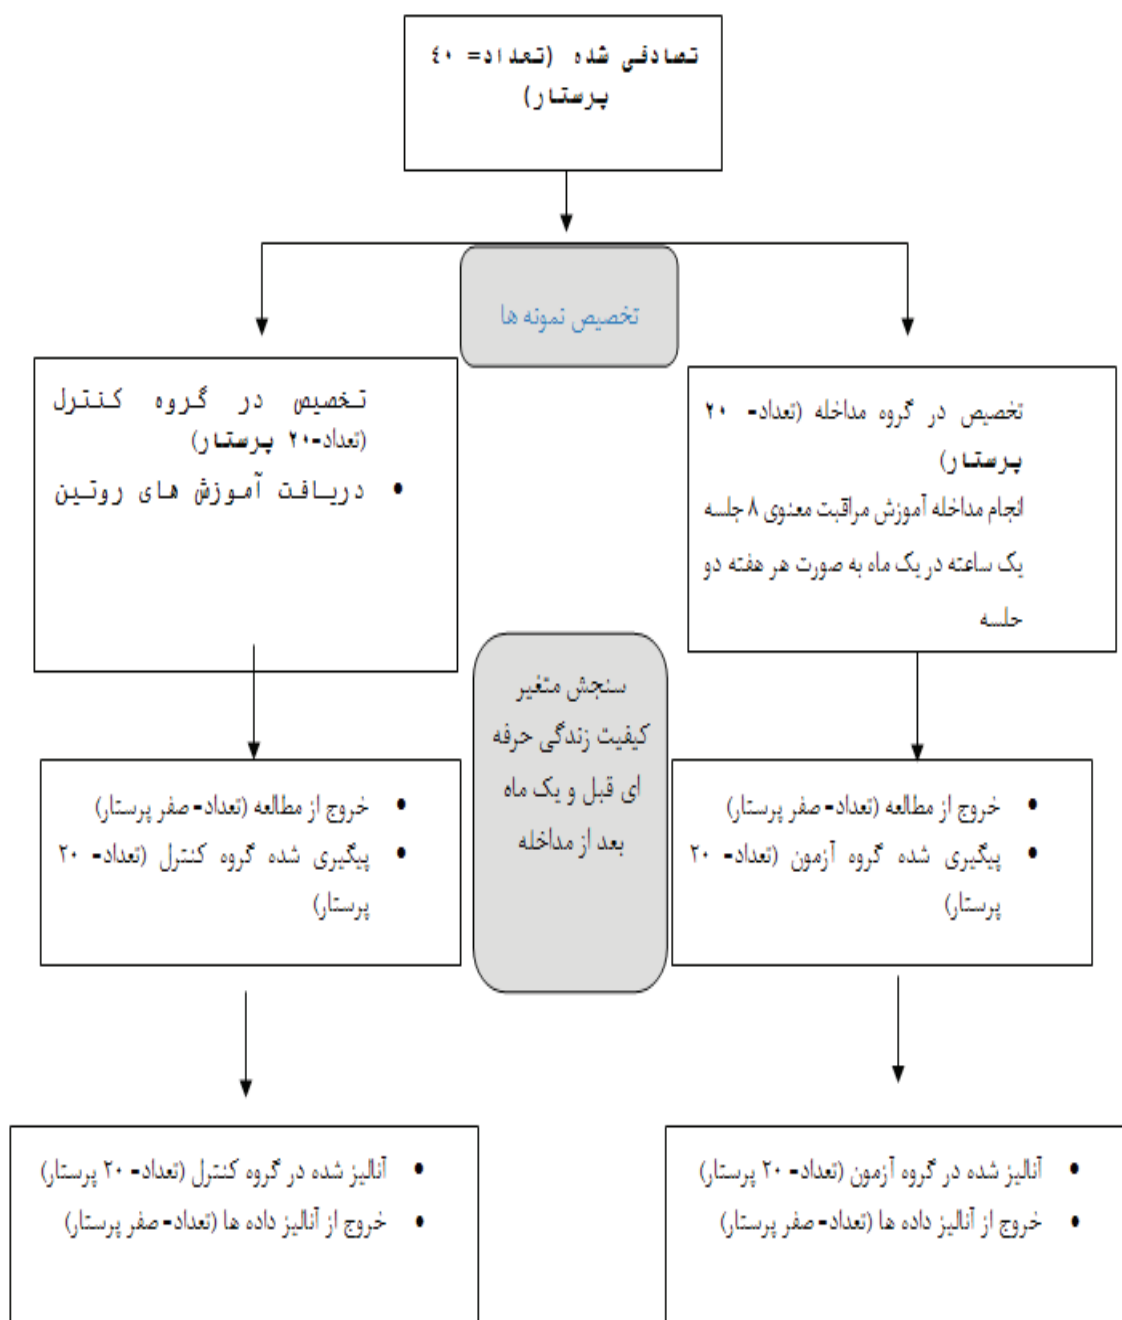 تصادفی شده (تعداد= ٤٠
پرستار)
تخصیص نمونه ها
تخصیص در گروه مداخله (تعداد- ۲۰
پرستار)
انجام مداخله آموزش مراقبت معنوی ۸ جلسه
یک ساعته در یک ماه به صورت هر هفته دو
جلسه
تخصیص در گروه کنترل
(تعداد-۲۰ پرستار)
• دریافت آموزش های روتین
سنجش متغیر
کیفیت زندگی حرفه
ای قبل و یک ماه
بعد از مداخله
• خروج از مطالعه (تعداد- صفر پرستار)
• پیگیری شده گروه آزمون (تعداد- ۲۰
پرستار)
• خروج از مطالعه (تعداد- صفر پرستار)
• پیگیری شده گروه کنترل (تعداد- ۲۰
پرستار)
• آنالیز شده در گروه آزمون (تعداد- ۲۰ پرستار)
• خروج از آنالیز داده ها (تعداد- صفر پرستار)
• آنالیز شده در گروه کنترل (تعداد- ۲۰ پرستار)
• خروج از آنالیز داده ها (تعداد- صفر پرستار)